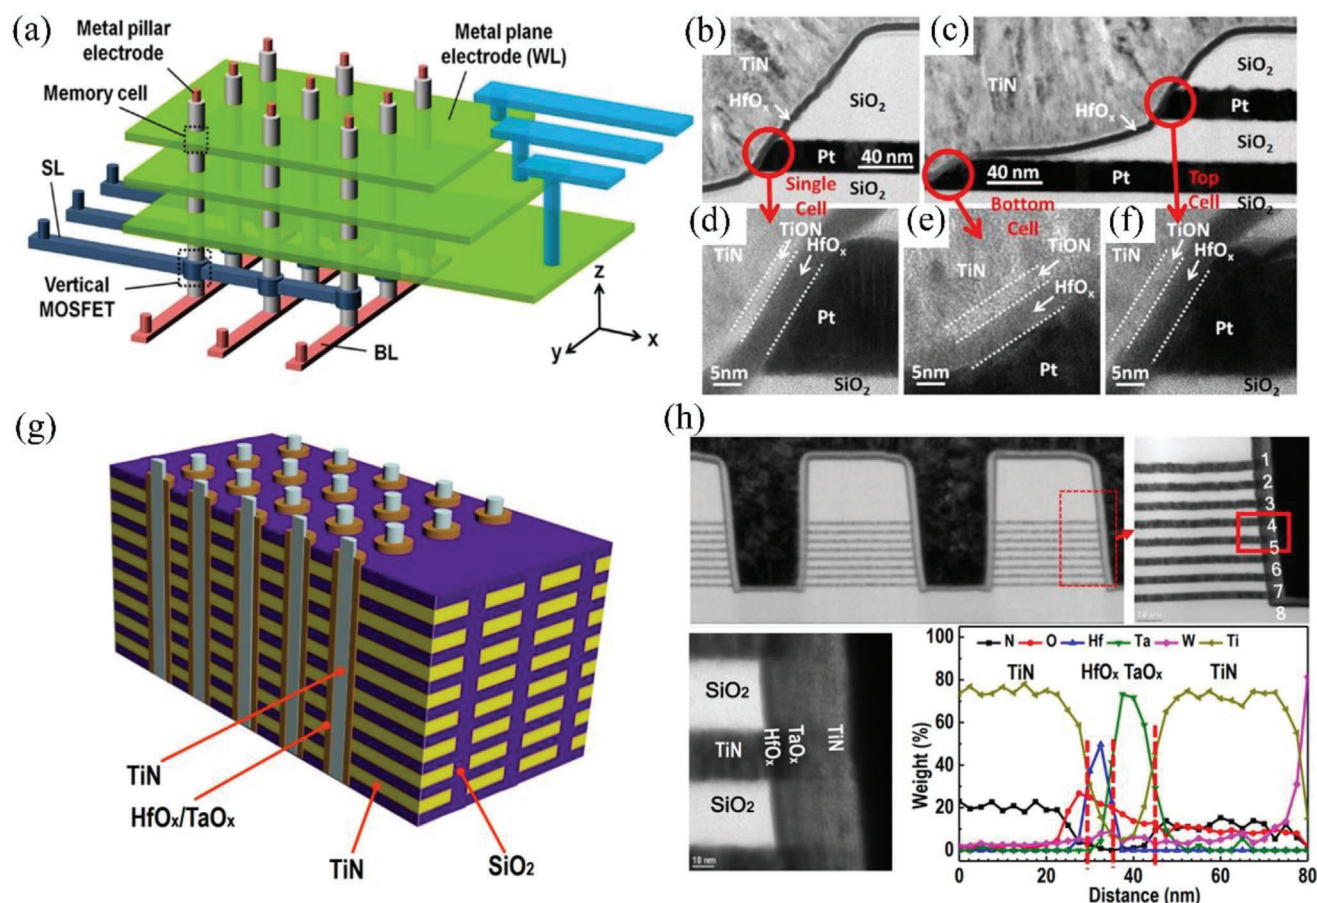 (a)
Metal pillar
electrode
Metal plane
electrode (WL)
Memory cell
SL
Vertical
MOSFET
BL
z
x
y
(b)
TiN
HfOₓ
SiO₂
Pt
40 nm
SiO₂
Single
Cell
(c)
TiN
HfOₓ
SiO₂
Pt
SiO₂
40 nm
Pt
Top
Cell
Bottom
Cell
SiO₂
(d)
TiON
HfOₓ
TiN
Pt
5nm
SiO₂
(e)
TiON
TiN
HfOₓ
Pt
5nm
(f)
TiON
HfOₓ
TiN
Pt
5nm
SiO₂
(g)
TiN
HfOₓ/TaOₓ
TiN
SiO₂
(h)
1
2
3
4
5
6
7
8
SiO₂
TiN
HfOₓ
TaOₓ
TiN
SiO₂
10 nm
N O Hf Ta W Ti
TiN HfOₓ TaOₓ TiN
Weight (%)
100
80
60
40
20
0
0 20 40 60 80
Distance (nm)